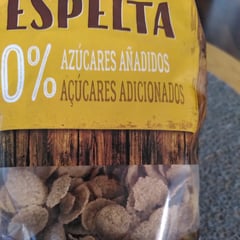 ESPELTA
0% AZÚCARES AÑADIDOS
AÇÚCARES ADICIONADOS